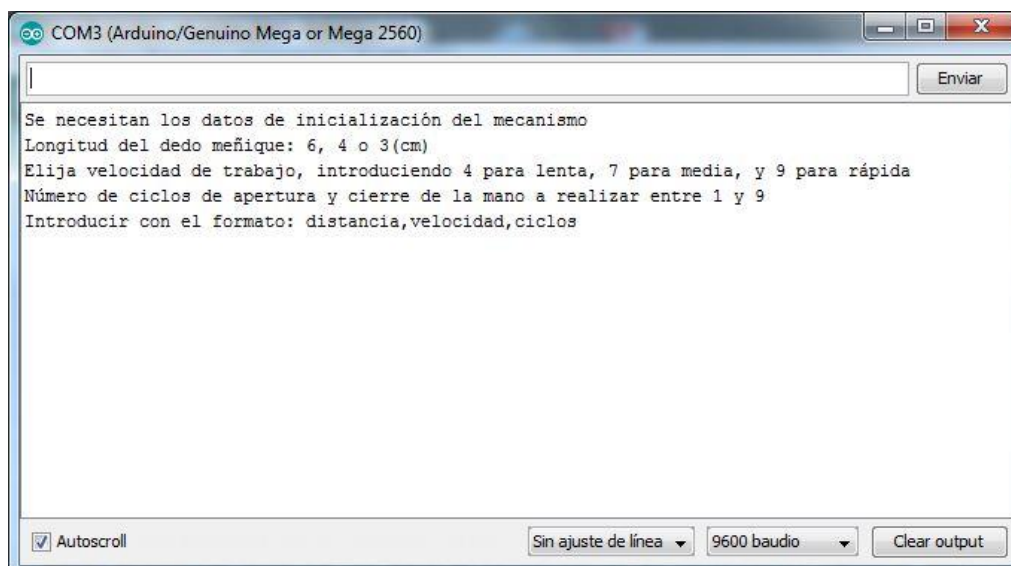 COM3 (Arduino/Genuino Mega or Mega 2560)
Enviar
Se necesitan los datos de inicialización del mecanismo
Longitud del dedo meñique: 6, 4 o 3(cm)
Elija velocidad de trabajo, introduciendo 4 para lenta, 7 para media, y 9 para rápida
Número de ciclos de apertura y cierre de la mano a realizar entre 1 y 9
Introducir con el formato: distancia,velocidad,ciclos
Autoscroll
Sin ajuste de línea
9600 baudio
Clear output